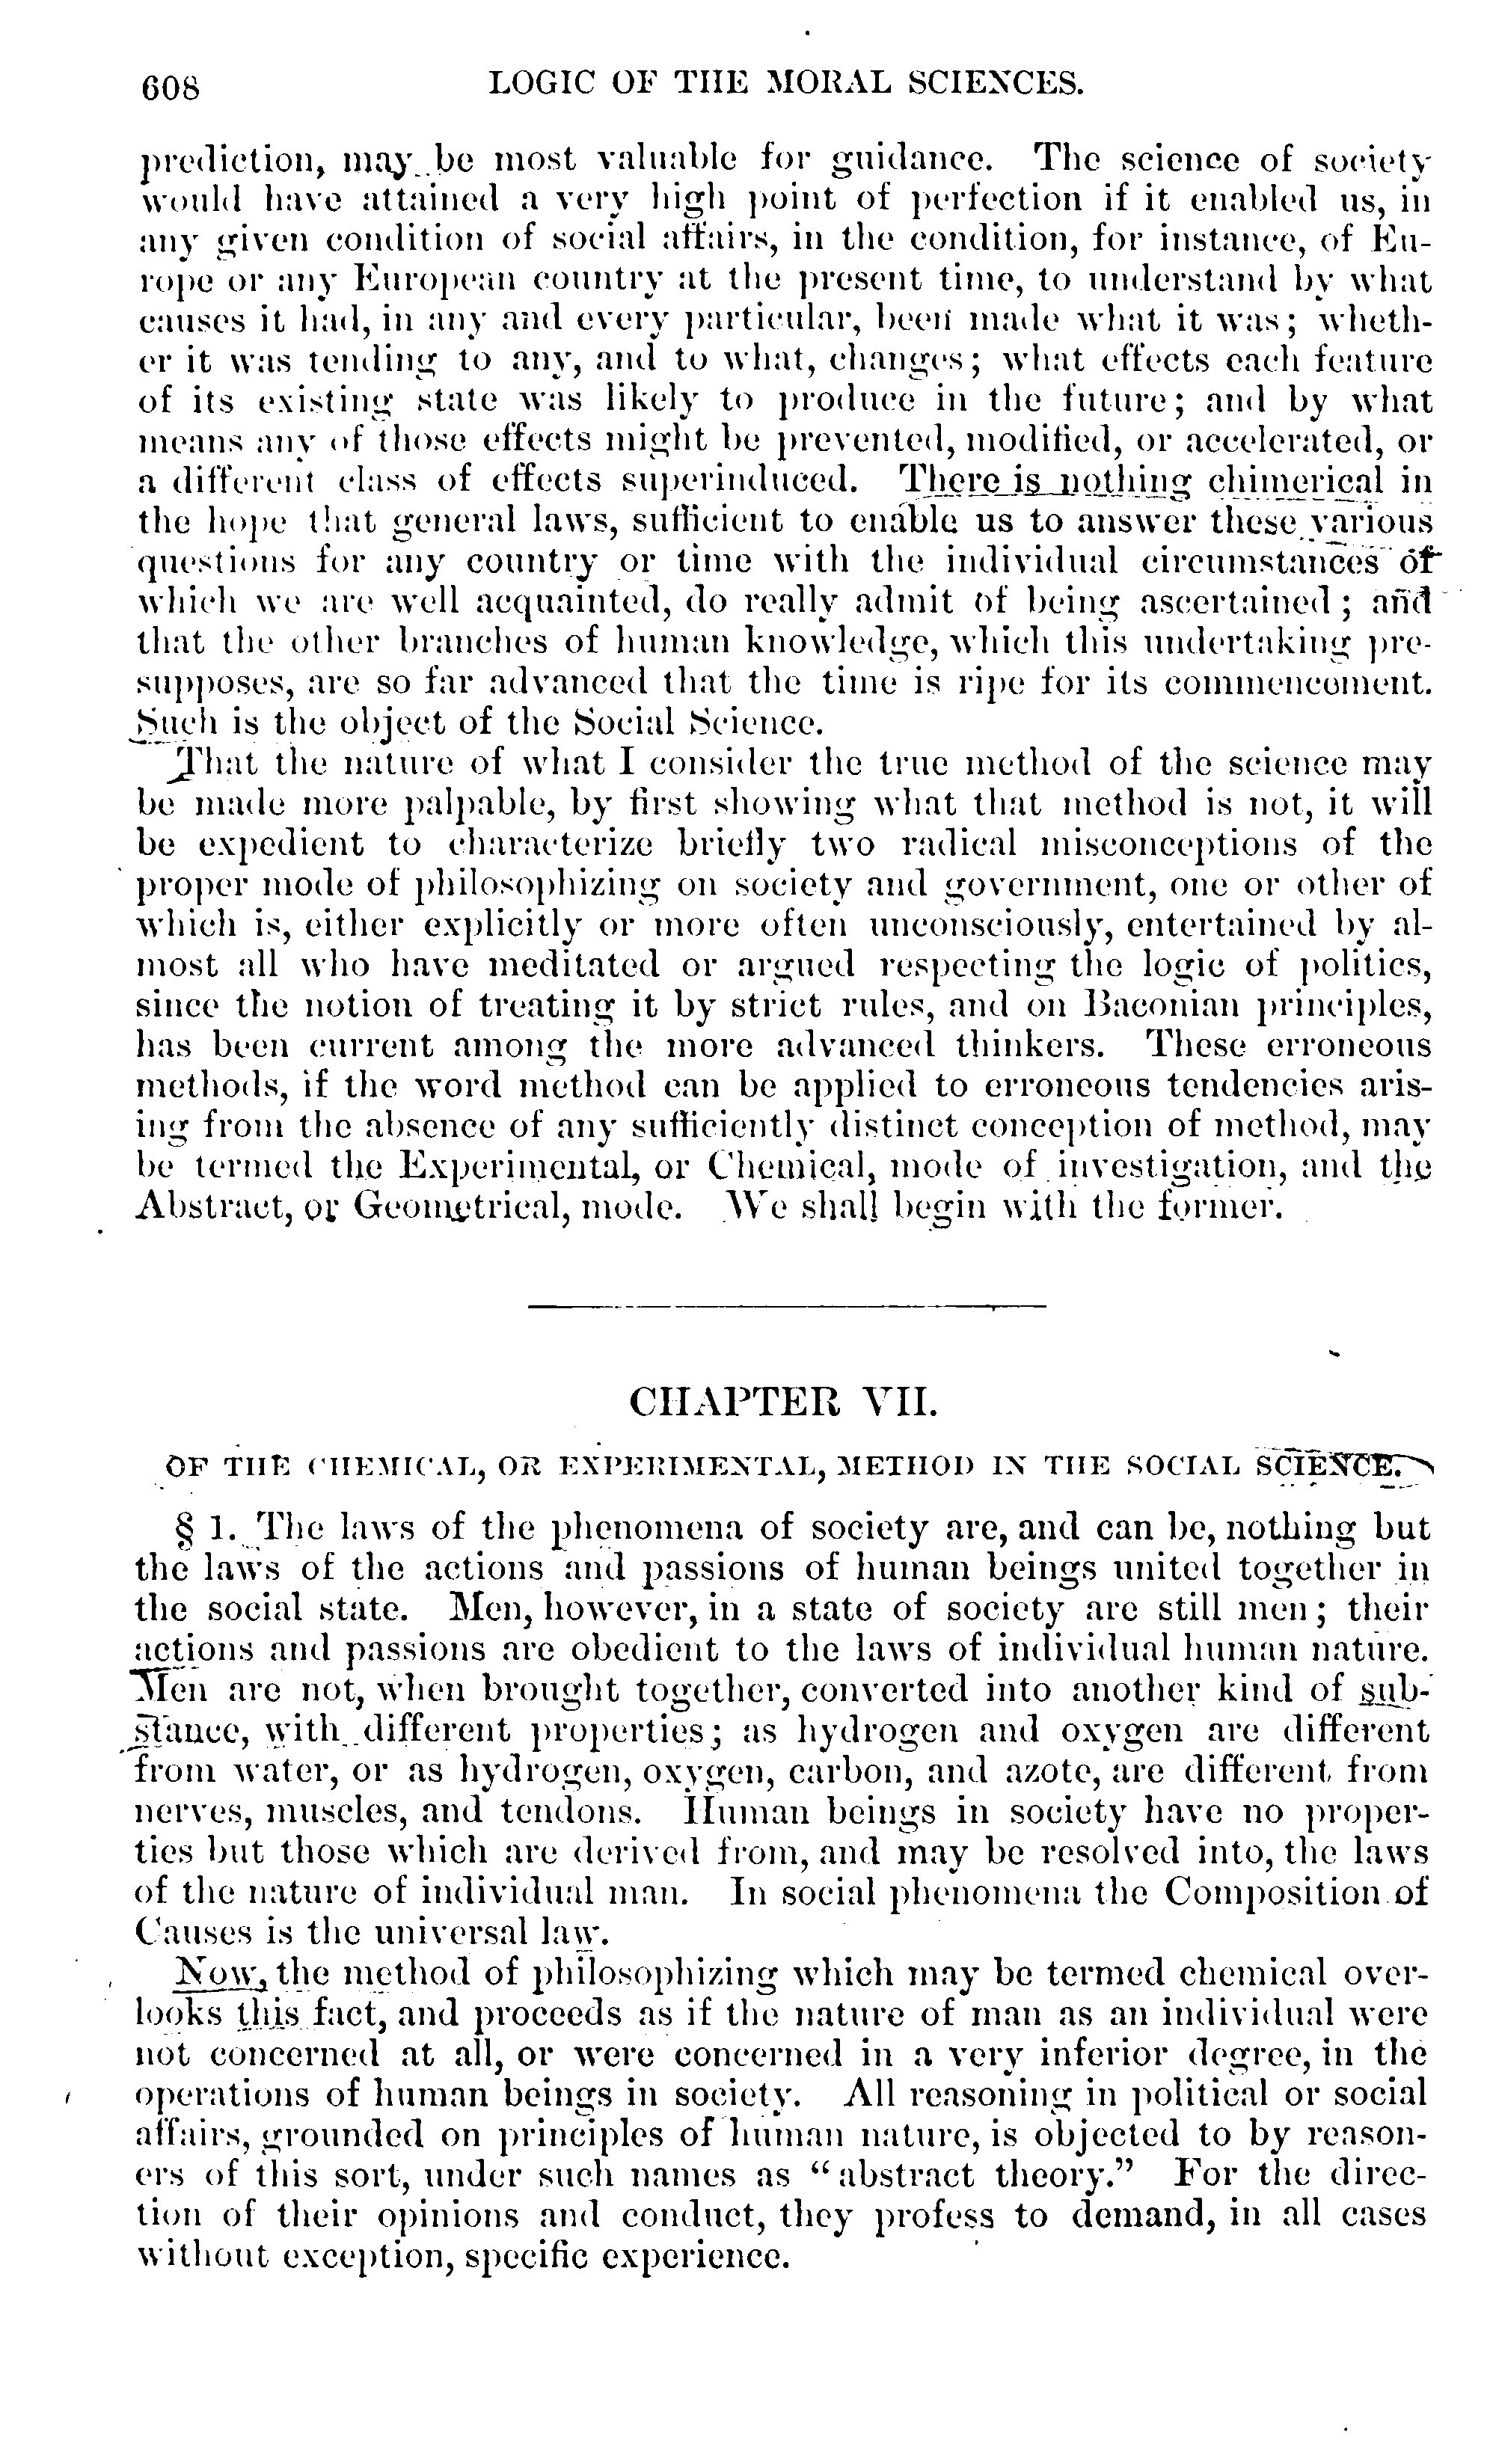 608 LOGIC OF THE MORAL SCIENCES.
prediction, may be most valuable for guidance. The science of society
would have attained a very high point of perfection if it enabled us, in
any given condition of social affairs, in the condition, for instance, of Eu-
rope or any European country at the present time, to understand by what
causes it had, in any and every particular, been made what it was; wheth-
er it was tending to any, and to what, changes; what effects each feature
of its existing state was likely to produce in the future; and by what
means any of those effects might be prevented, modified, or accelerated, or
a different class of effects superinduced. There is nothing chimerical in
the hope that general laws, sufficient to enable us to answer these various
questions for any country or time with the individual circumstances of
which we are well acquainted, do really admit of being ascertained; and
that the other branches of human knowledge, which this undertaking pre-
supposes, are so far advanced that the time is ripe for its commencement.
Such is the object of the Social Science.
That the nature of what I consider the true method of the science may
be made more palpable, by first showing what that method is not, it will
be expedient to characterize briefly two radical misconceptions of the
proper mode of philosophizing on society and government, one or other of
which is, either explicitly or more often unconsciously, entertained by al-
most all who have meditated or argued respecting the logic of politics,
since the notion of treating it by strict rules, and on Baconian principles,
has been current among the more advanced thinkers. These erroneous
methods, if the word method can be applied to erroneous tendencies aris-
ing from the absence of any sufficiently distinct conception of method, may
be termed the Experimental, or Chemical, mode of investigation, and the
Abstract, or Geometrical, mode. We shall begin with the former.
CHAPTER VII.
OF THE CHEMICAL, OR EXPERIMENTAL, METHOD IN THE SOCIAL SCIENCE.
§ 1. The laws of the phenomena of society are, and can be, nothing but
the laws of the actions and passions of human beings united together in
the social state. Men, however, in a state of society are still men; their
actions and passions are obedient to the laws of individual human nature.
Men are not, when brought together, converted into another kind of sub-
stance, with different properties; as hydrogen and oxygen are different
from water, or as hydrogen, oxygen, carbon, and azote, are different from
nerves, muscles, and tendons. Human beings in society have no proper-
ties but those which are derived from, and may be resolved into, the laws
of the nature of individual man. In social phenomena the Composition of
Causes is the universal law.
Now, the method of philosophizing which may be termed chemical over-
looks this fact, and proceeds as if the nature of man as an individual were
not concerned at all, or were concerned in a very inferior degree, in the
operations of human beings in society. All reasoning in political or social
affairs, grounded on principles of human nature, is objected to by reason-
ers of this sort, under such names as “abstract theory.” For the direc-
tion of their opinions and conduct, they profess to demand, in all cases
without exception, specific experience.